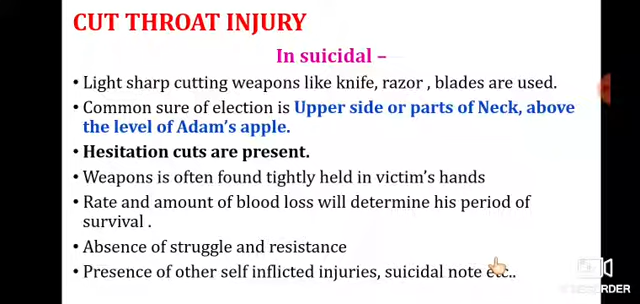 CUT THROAT INJURY
In suicidal –
• Light sharp cutting weapons like knife, razor , blades are used.
• Common sure of election is Upper side or parts of Neck, above
the level of Adam's apple.
• Hesitation cuts are present.
• Weapons is often found tightly held in victim's hands
• Rate and amount of blood loss will determine his period of
survival .
• Absence of struggle and resistance
• Presence of other self inflicted injuries, suicidal note etc..